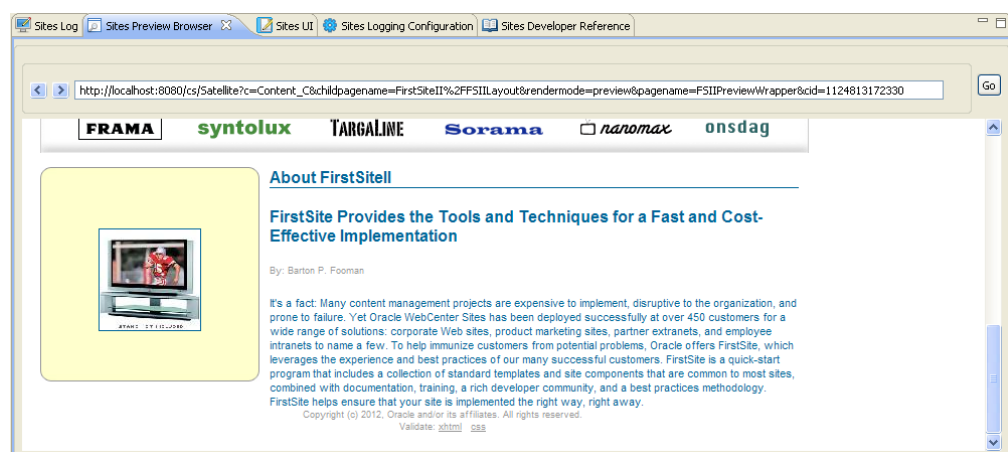 Sites Log Sites Preview Browser Sites UI Sites Logging Configuration Sites Developer Reference
http://localhost:8080/cs/Satellite?c=Content_C&childpagename=FirstSiteII%2FFSIILayout&rendermode=preview&pagename=FSIIPreviewWrapper&cid=1124813172330 Go
FRAMA syntolux TARGALINE Sorama nanomax onsdag
About FirstSiteII
FirstSite Provides the Tools and Techniques for a Fast and Cost-
Effective Implementation
By: Barton P. Fooman
It's a fact: Many content management projects are expensive to implement, disruptive to the organization, and
prone to failure. Yet Oracle WebCenter Sites has been deployed successfully at over 450 customers for a
wide range of solutions: corporate Web sites, product marketing sites, partner extranets, and employee
intranets to name a few. To help immunize customers from potential problems, Oracle offers FirstSite, which
leverages the experience and best practices of our many successful customers. FirstSite is a quick-start
program that includes a collection of standard templates and site components that are common to most sites,
combined with documentation, training, a rich developer community, and a best practices methodology.
FirstSite helps ensure that your site is implemented the right way, right away.
Copyright (c) 2012, Oracle and/or its affiliates. All rights reserved.
Validate: xhtml css